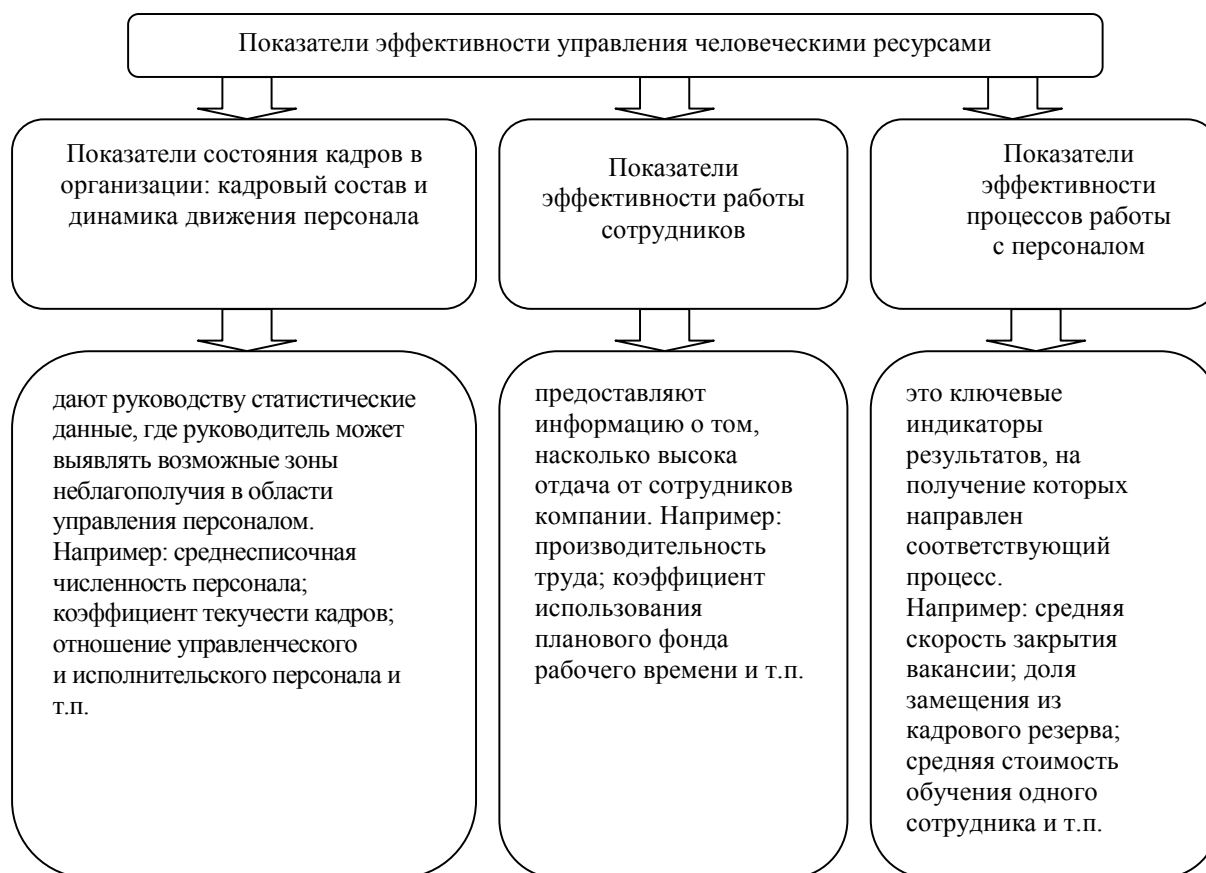 Показатели эффективности управления человеческими ресурсами
Показатели состояния кадров в
организации: кадровый состав и
динамика движения персонала
Показатели
эффективности работы
сотрудников
Показатели
эффективности
процессов работы
с персоналом
дают руководству статистические
данные, где руководитель может
выявлять возможные зоны
неблагополучия в области
управления персоналом.
Например: среднесписочная
численность персонала;
коэффициент текучести кадров;
отношение управленческого
и исполнительского персонала и
т.п.
предоставляют
информацию о том,
насколько высока
отдача от сотрудников
компании. Например:
производительность
труда; коэффициент
использования
планового фонда
рабочего времени и т.п.
это ключевые
индикаторы
результатов, на
получение которых
направлен
соответствующий
процесс.
Например: средняя
скорость закрытия
вакансии; доля
замещения из
кадрового резерва;
средняя стоимость
обучения одного
сотрудника и т.п.